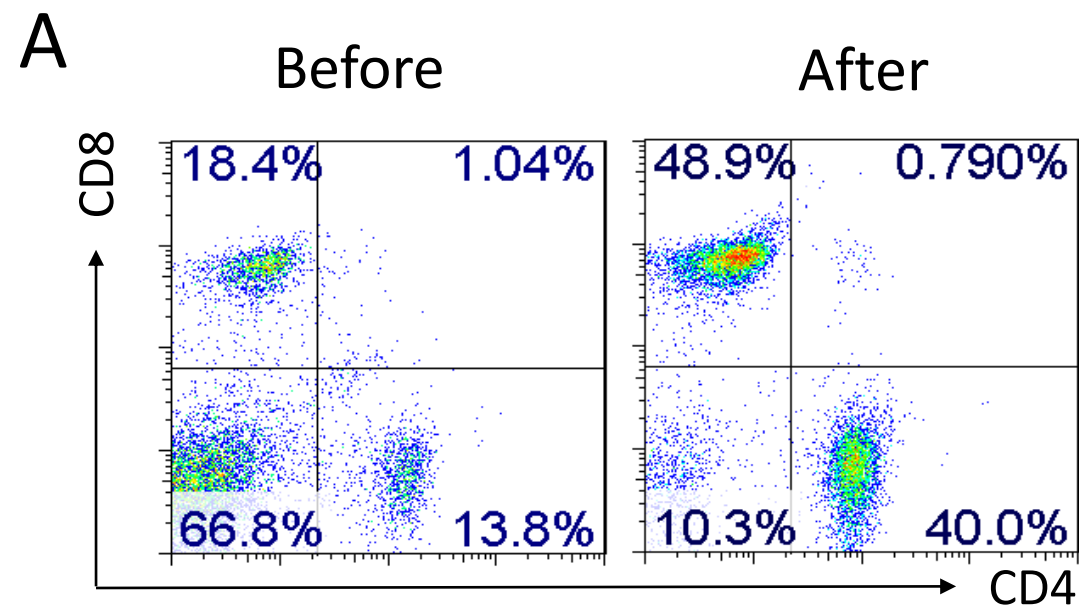 A
Before
After
CD8
18.4% 1.04%
48.9% 0.790%
66.8% 13.8%
10.3% 40.0%
CD4